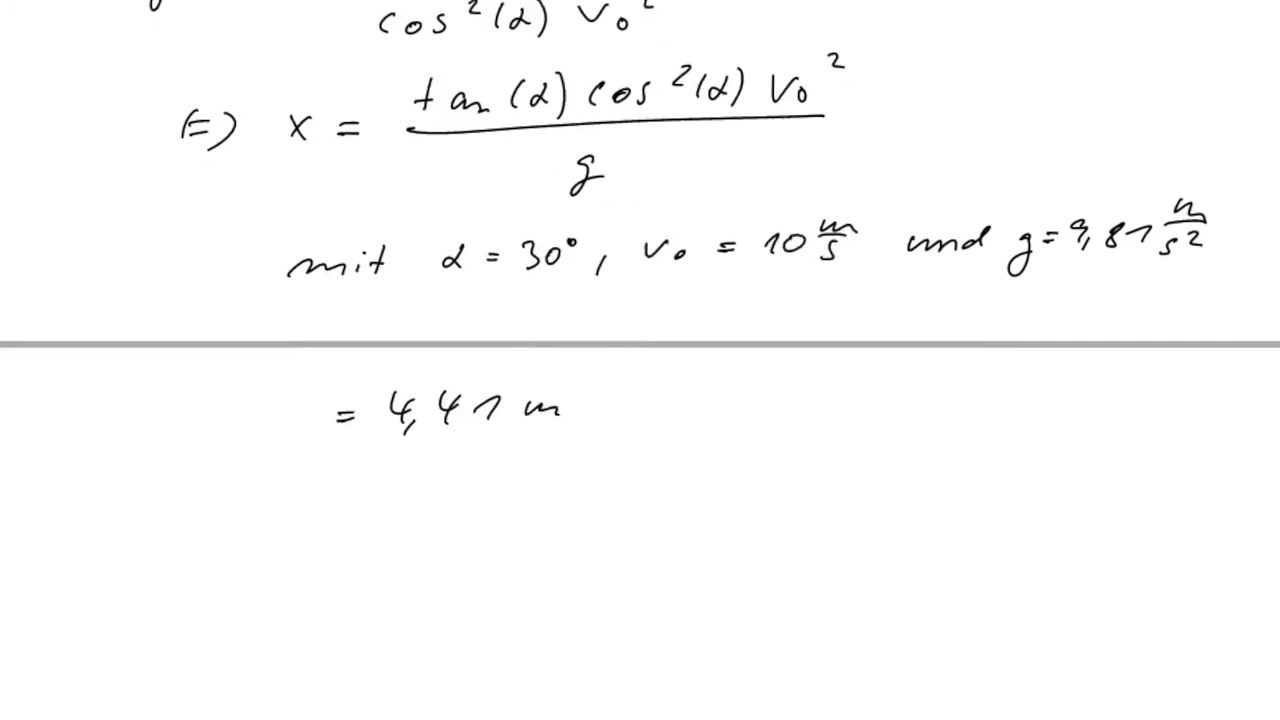 cos²(α) v₀²
⇔ x = tan(α) cos²(α) v₀² / g
mit α = 30°, v₀ = 10 m/s und g = 9,81 m/s²
= 4,41 m